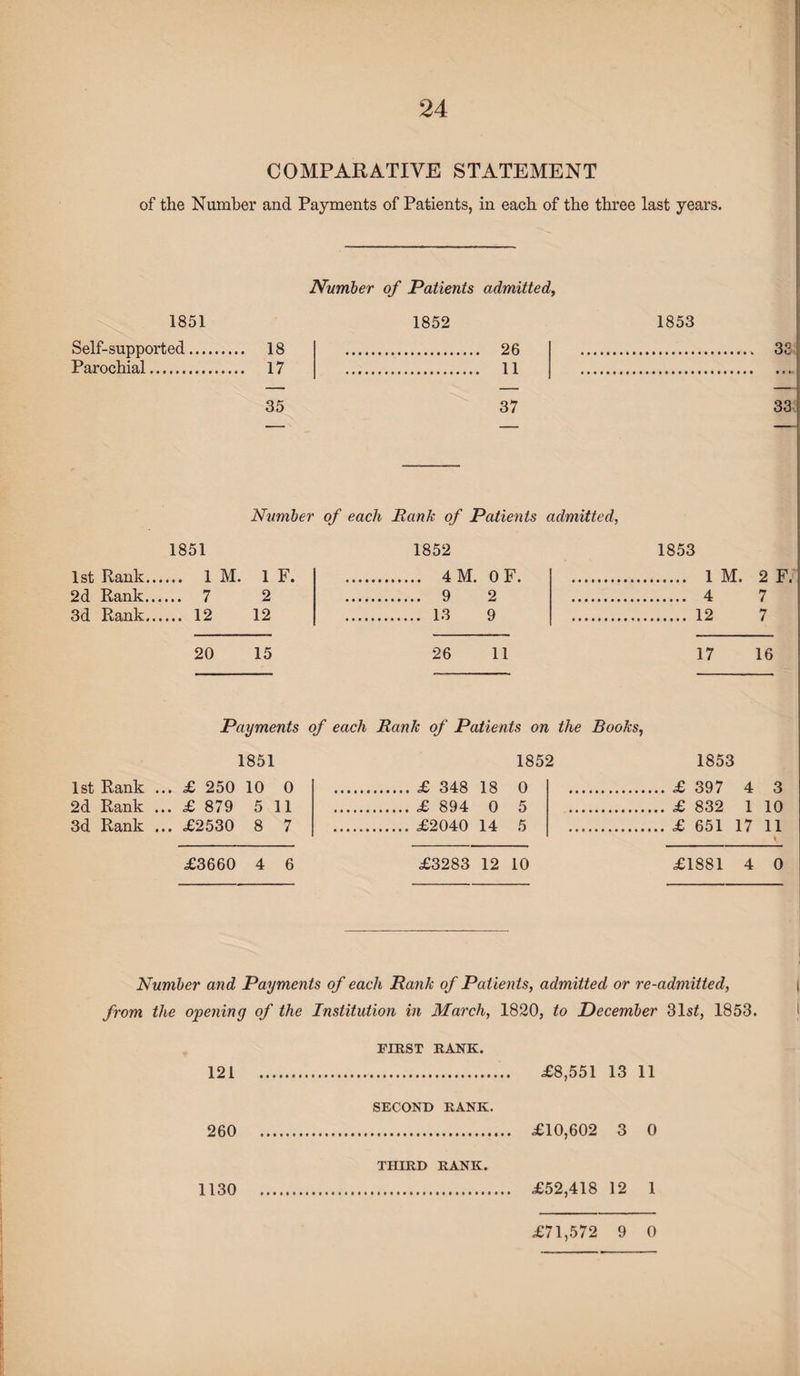 24
COMPARATIVE STATEMENT
of the Number and Payments of Patients, in each of the three last years.
Number of Patients admitted,
1851 1852 1853
Self-supported......... 18 | ..................... 26 | .......................... 33
Parochial............... 17 | ..................... 11 | .......................... ...
35 37 33
Number of each Rank of Patients admitted,
1851 1852 1853
1st Rank...... 1 M. 1 F. | ............ 4 M. 0 F. | .................. 1 M. 2 F.
2d Rank...... 7 2 | ............ 9 2 | .................. 4 7
3d Rank...... 12 12 | ............ 13 9 | .................. 12 7
20 15 26 11 17 16
Payments of each Rank of Patients on the Books,
1851 1852 1853
1st Rank ... £ 250 10 0 | ............ £ 348 18 0 | ............... £ 397 4 3
2d Rank ... £ 879 5 11 | ............ £ 894 0 5 | ............... £ 832 1 10
3d Rank ... £2530 8 7 | ............ £2040 14 5 | ............... £ 651 17 11
£3660 4 6 £3283 12 10 £1881 4 0
Number and Payments of each Rank of Patients, admitted or re-admitted,
from the opening of the Institution in March, 1820, to December 31st, 1853.
FIRST RANK.
121 ....................................... £8,551 13 11
SECOND RANK.
260 ....................................... £10,602 3 0
THIRD RANK.
1130 ....................................... £52,418 12 1
£71,572 9 0